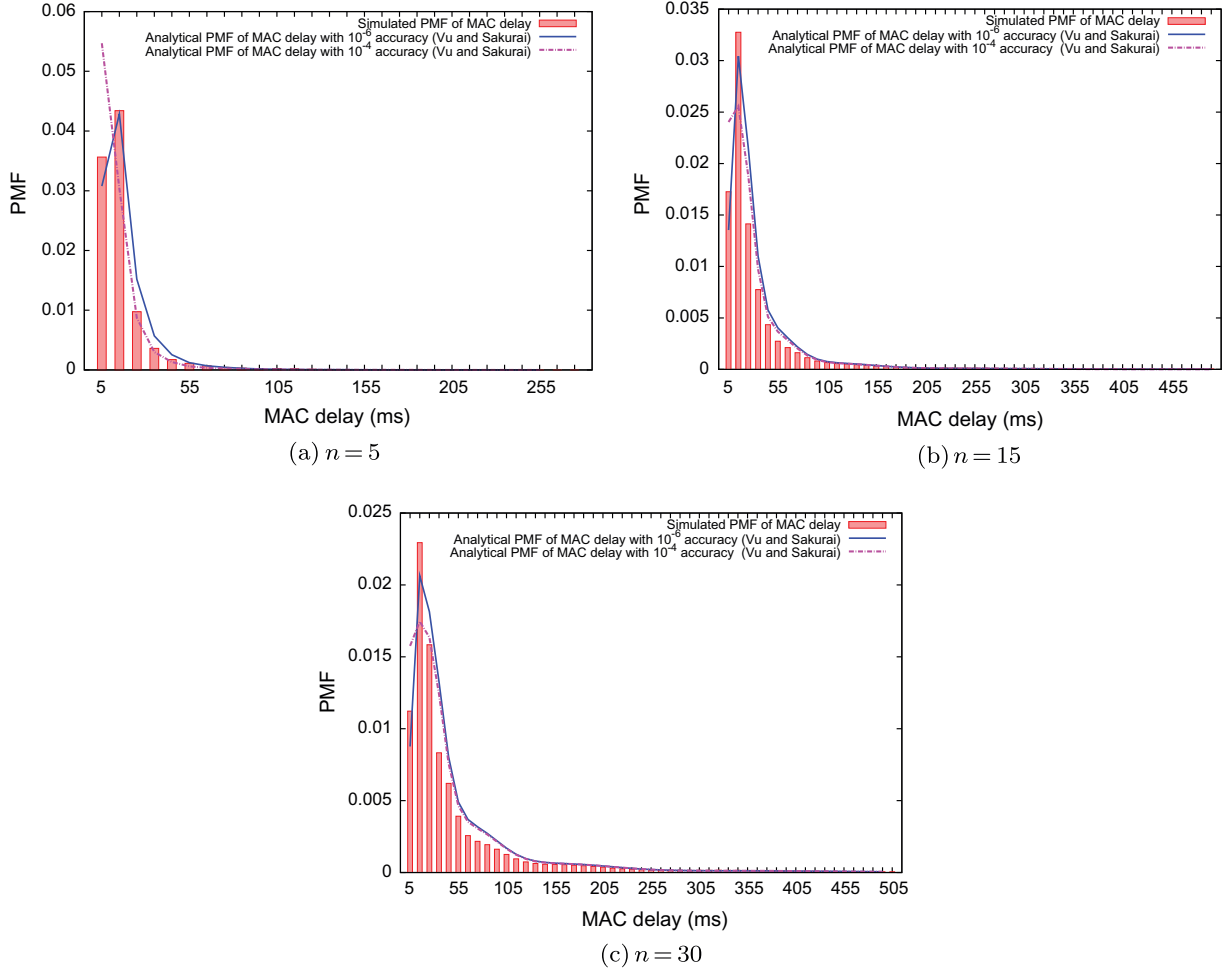 Simulated PMF of MAC delay
Analytical PMF of MAC delay with 10-6 accuracy (Vu and Sakurai)
Analytical PMF of MAC delay with 10-4 accuracy (Vu and Sakurai)
0.06
0.05
0.04
0.03
0.02
0.01
0
PMF
5 55 105 155 205 255
MAC delay (ms)
(a) n = 5
Simulated PMF of MAC delay
Analytical PMF of MAC delay with 10-6 accuracy (Vu and Sakurai)
Analytical PMF of MAC delay with 10-4 accuracy (Vu and Sakurai)
0.035
0.03
0.025
0.02
0.015
0.01
0.005
0
PMF
5 55 105 155 205 255 305 355 405 455
MAC delay (ms)
(b) n = 15
Simulated PMF of MAC delay
Analytical PMF of MAC delay with 10-6 accuracy (Vu and Sakurai)
Analytical PMF of MAC delay with 10-4 accuracy (Vu and Sakurai)
0.025
0.02
0.015
0.01
0.005
0
PMF
5 55 105 155 205 255 305 355 405 455 505
MAC delay (ms)
(c) n = 30